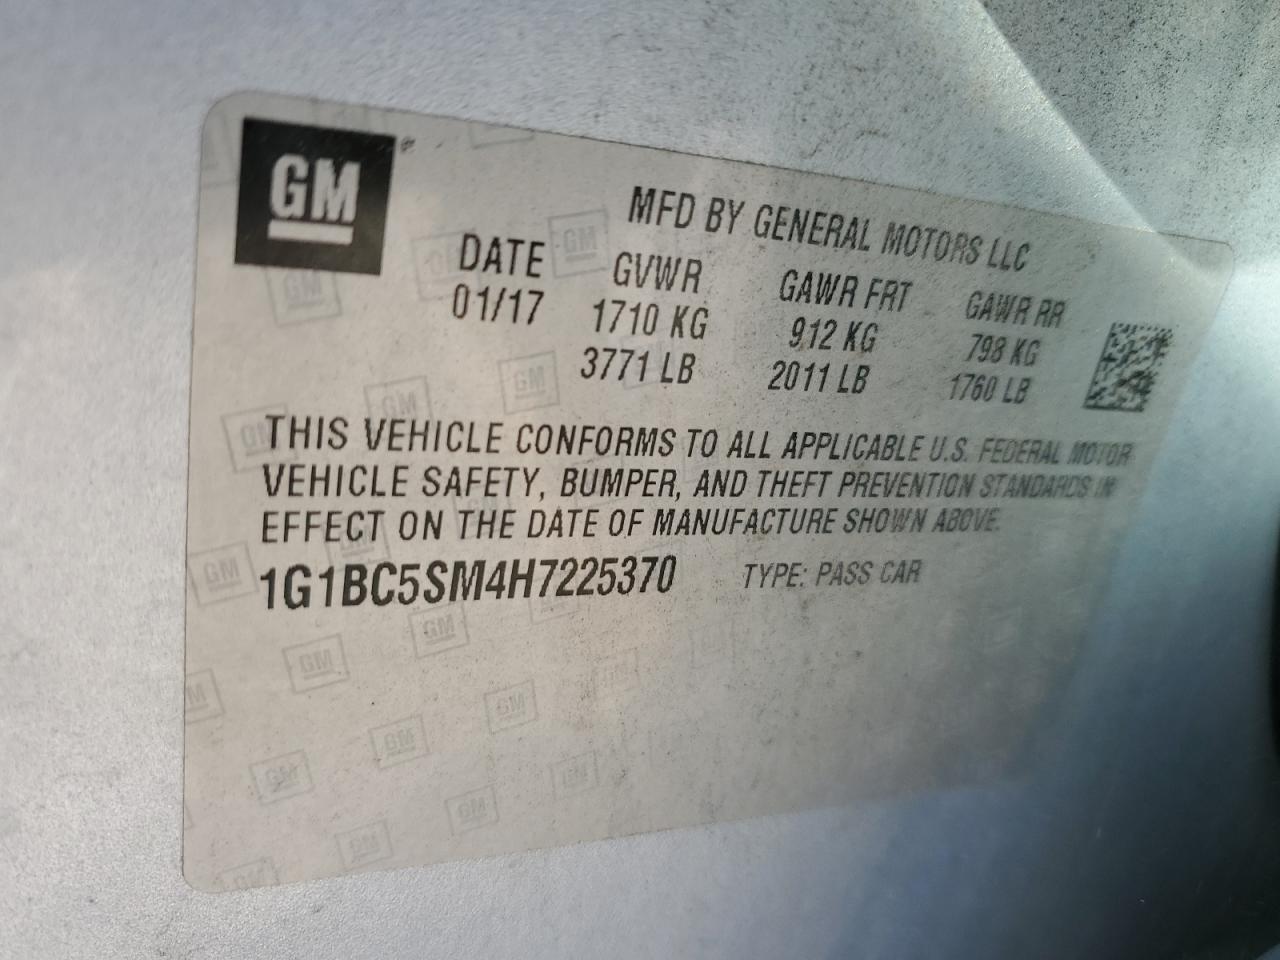 GM
MFD BY GENERAL MOTORS LLC
DATE GVWR GAWR FRT GAWR RR
01/17 1710 KG 912 KG 798 KG
3771 LB 2011 LB 1760 LB
THIS VEHICLE CONFORMS TO ALL APPLICABLE U.S. FEDERAL MOTOR
VEHICLE SAFETY, BUMPER, AND THEFT PREVENTION STANDARDS IN
EFFECT ON THE DATE OF MANUFACTURE SHOWN ABOVE.
1G1BC5SM4H7225370 TYPE: PASS CAR